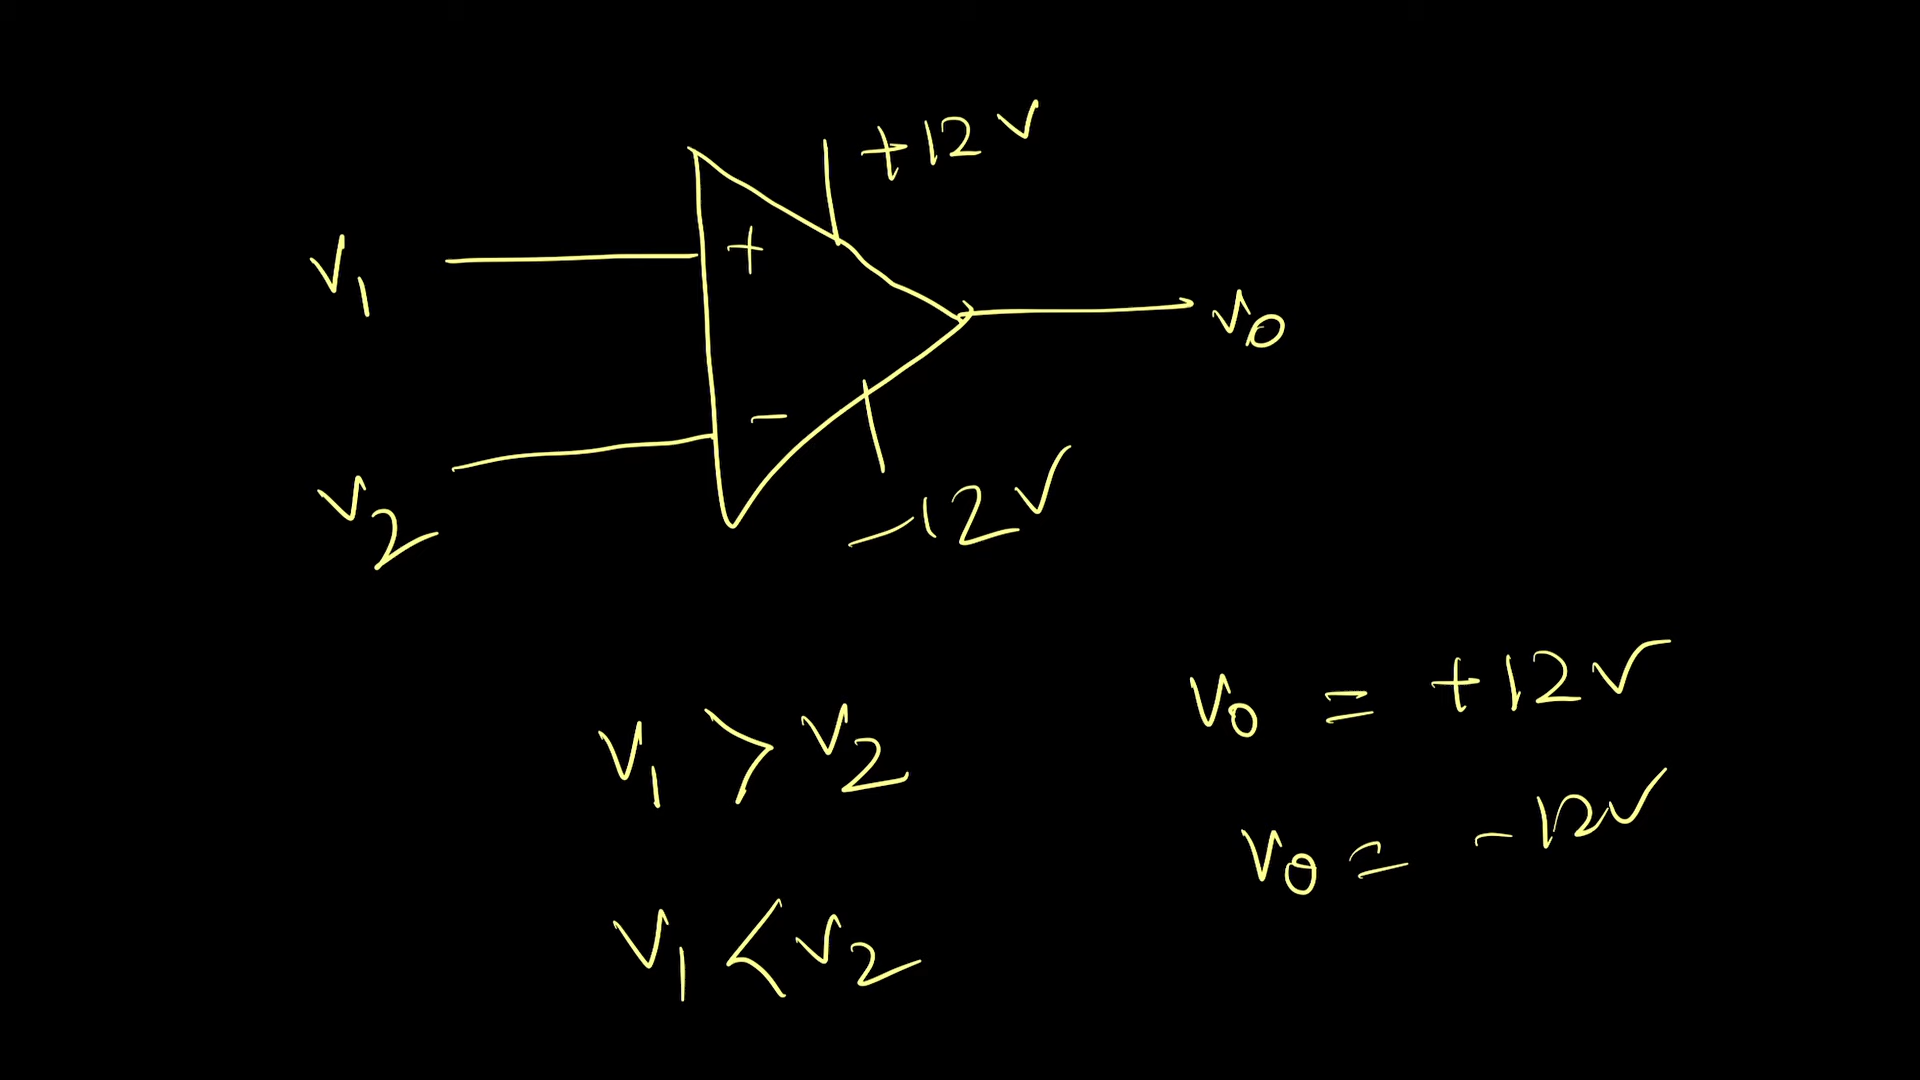 +12V
V1 +
V0
-
V2 -12V
V1 > V2 V0 = +12V
V1 < V2 V0 = -12V